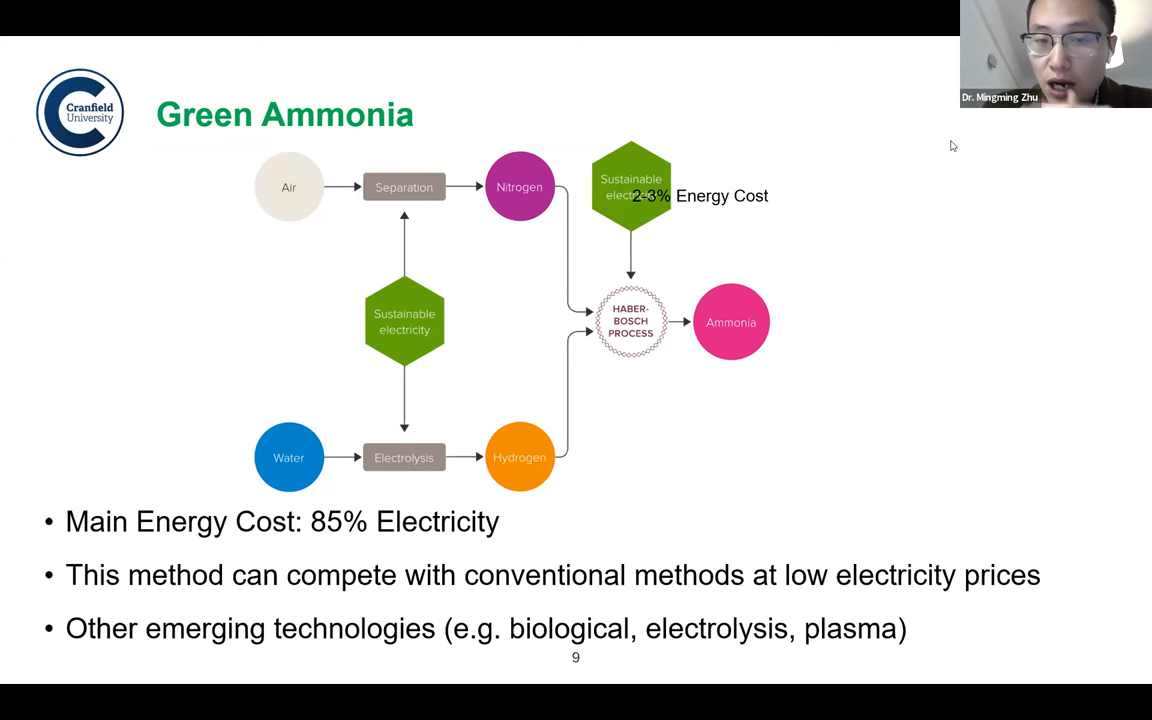 Dr. Mingming Zhu
Cranfield
University
Green Ammonia
Air
Separation
Nitrogen
Sustainable
electricity
2-3% Energy Cost
Sustainable
electricity
HABER-
BOSCH
PROCESS
Ammonia
Water
Electrolysis
Hydrogen
• Main Energy Cost: 85% Electricity
• This method can compete with conventional methods at low electricity prices
• Other emerging technologies (e.g. biological, electrolysis, plasma)
9